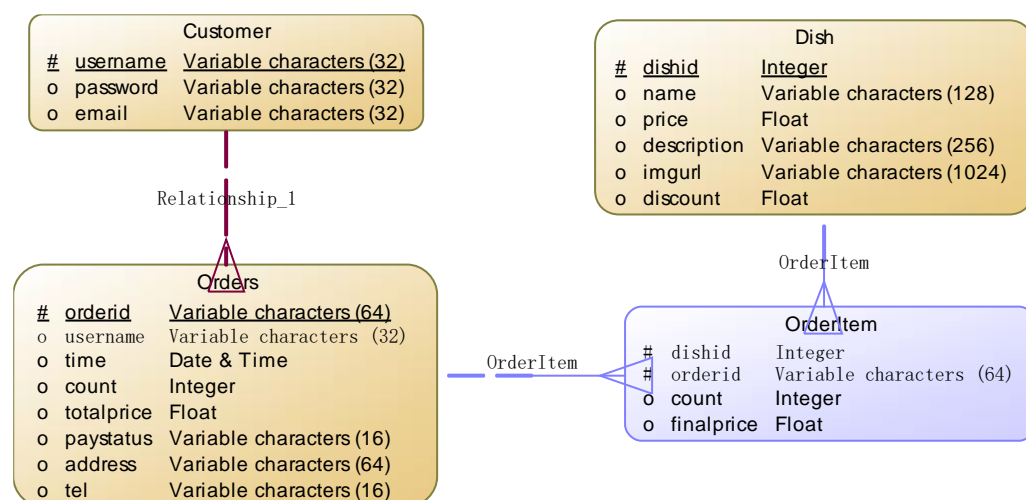 Customer
# username Variable characters (32)
o password Variable characters (32)
o email Variable characters (32)
Relationship_1
Orders
# orderid Variable characters (64)
o username Variable characters (32)
o time Date & Time
o count Integer
o totalprice Float
o paystatus Variable characters (16)
o address Variable characters (64)
o tel Variable characters (16)
Dish
# dishid Integer
o name Variable characters (128)
o price Float
o description Variable characters (256)
o imgurl Variable characters (1024)
o discount Float
OrderItem
OrderItem
OrderItem
# dishid Integer
# orderid Variable characters (64)
o count Integer
o finalprice Float